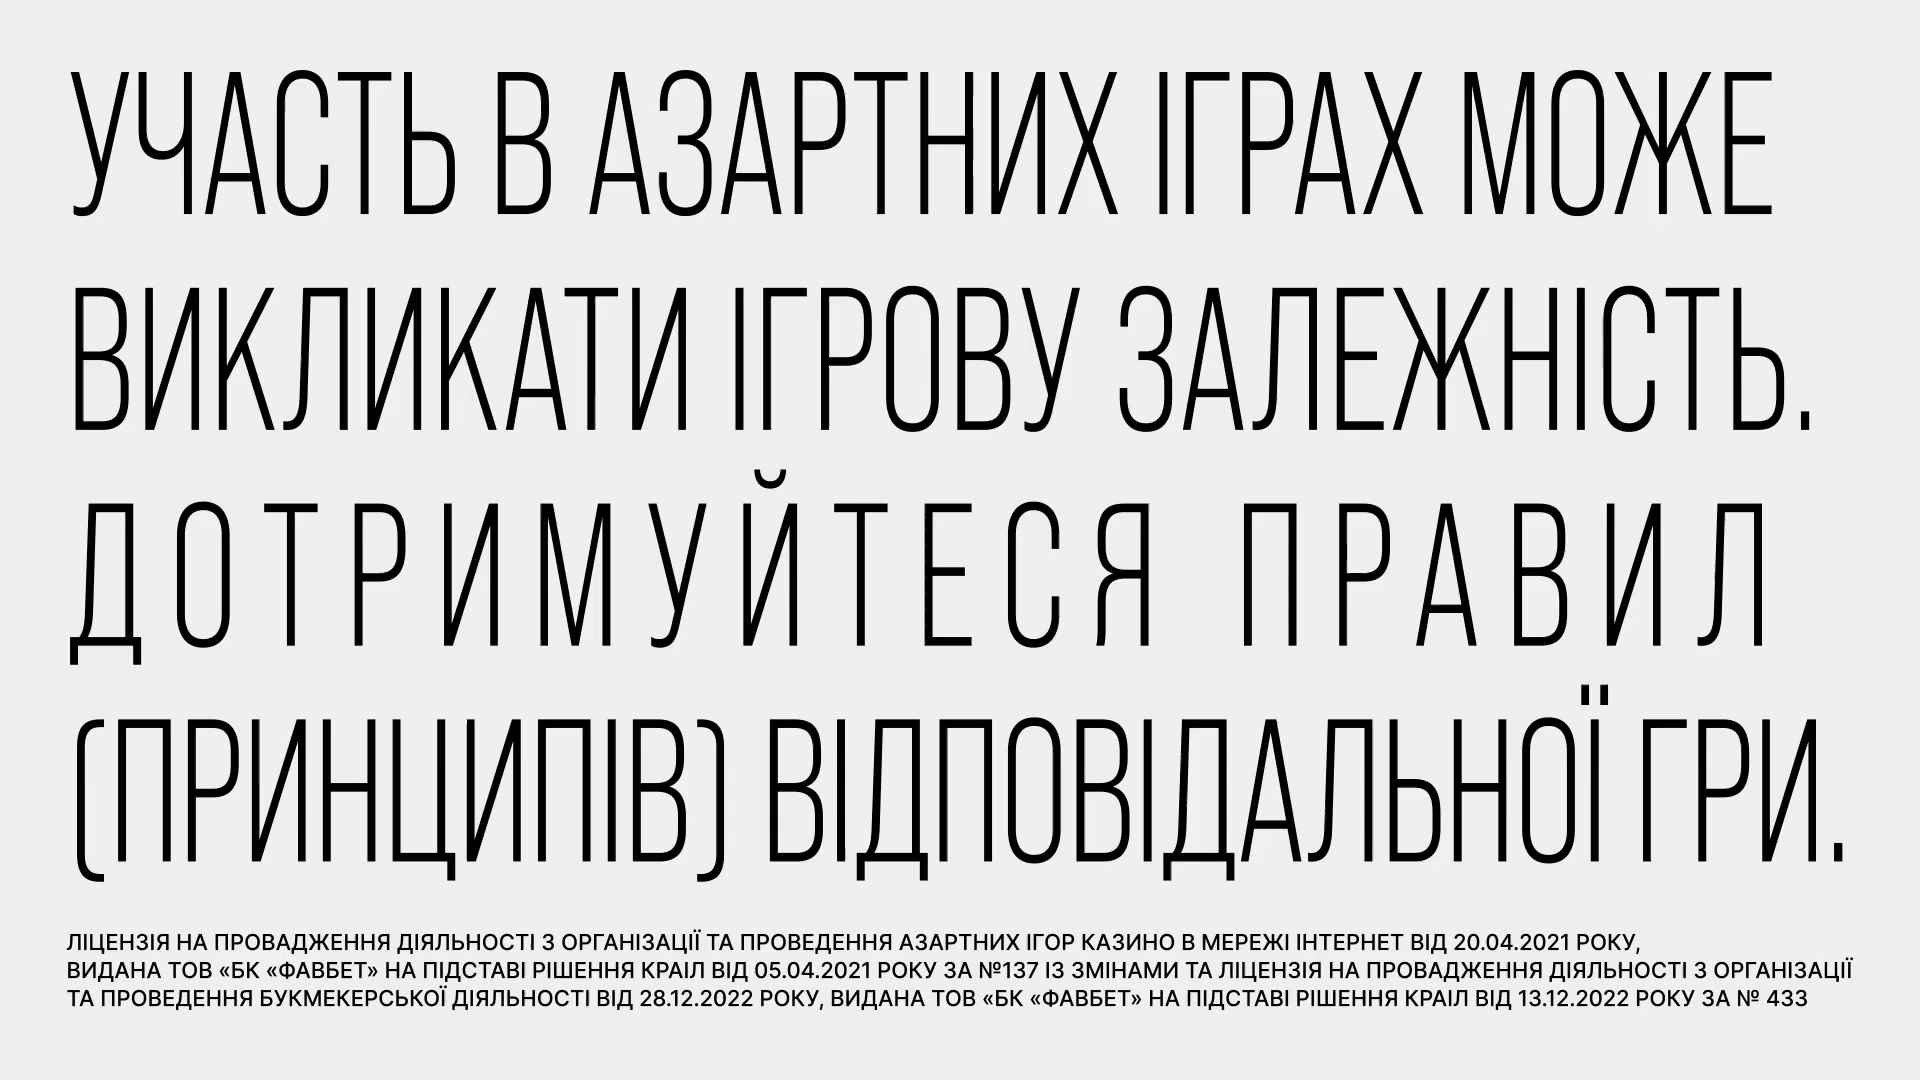 УЧАСТЬ В АЗАРТНИХ ІГРАХ МОЖЕ
ВИКЛИКАТИ ІГРОВУ ЗАЛЕЖНІСТЬ.
ДОТРИМУЙТЕСЯ ПРАВИЛ
(ПРИНЦИПІВ) ВІДПОВІДАЛЬНОЇ ГРИ.
ЛІЦЕНЗІЯ НА ПРОВАДЖЕННЯ ДІЯЛЬНОСТІ З ОРГАНІЗАЦІЇ ТА ПРОВЕДЕННЯ АЗАРТНИХ ІГОР КАЗИНО В МЕРЕЖІ ІНТЕРНЕТ ВІД 20.04.2021 РОКУ,
ВИДАНА ТОВ «БК «ФАВБЕТ» НА ПІДСТАВІ РІШЕННЯ КРАІЛ ВІД 05.04.2021 РОКУ ЗА №137 ІЗ ЗМІНАМИ ТА ЛІЦЕНЗІЯ НА ПРОВАДЖЕННЯ ДІЯЛЬНОСТІ З ОРГАНІЗАЦІЇ
ТА ПРОВЕДЕННЯ БУКМЕКЕРСЬКОЇ ДІЯЛЬНОСТІ ВІД 28.12.2022 РОКУ, ВИДАНА ТОВ «БК «ФАВБЕТ» НА ПІДСТАВІ РІШЕННЯ КРАІЛ ВІД 13.12.2022 РОКУ ЗА № 433